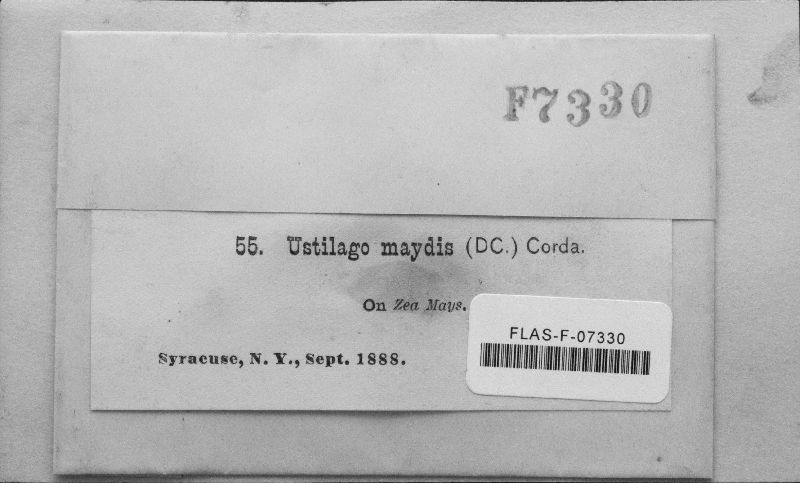 F7330
55. Ustilago maydis (DC.) Corda.
On Zea Mays.
FLAS-F-07330
Syracuse, N. Y., Sept. 1888.